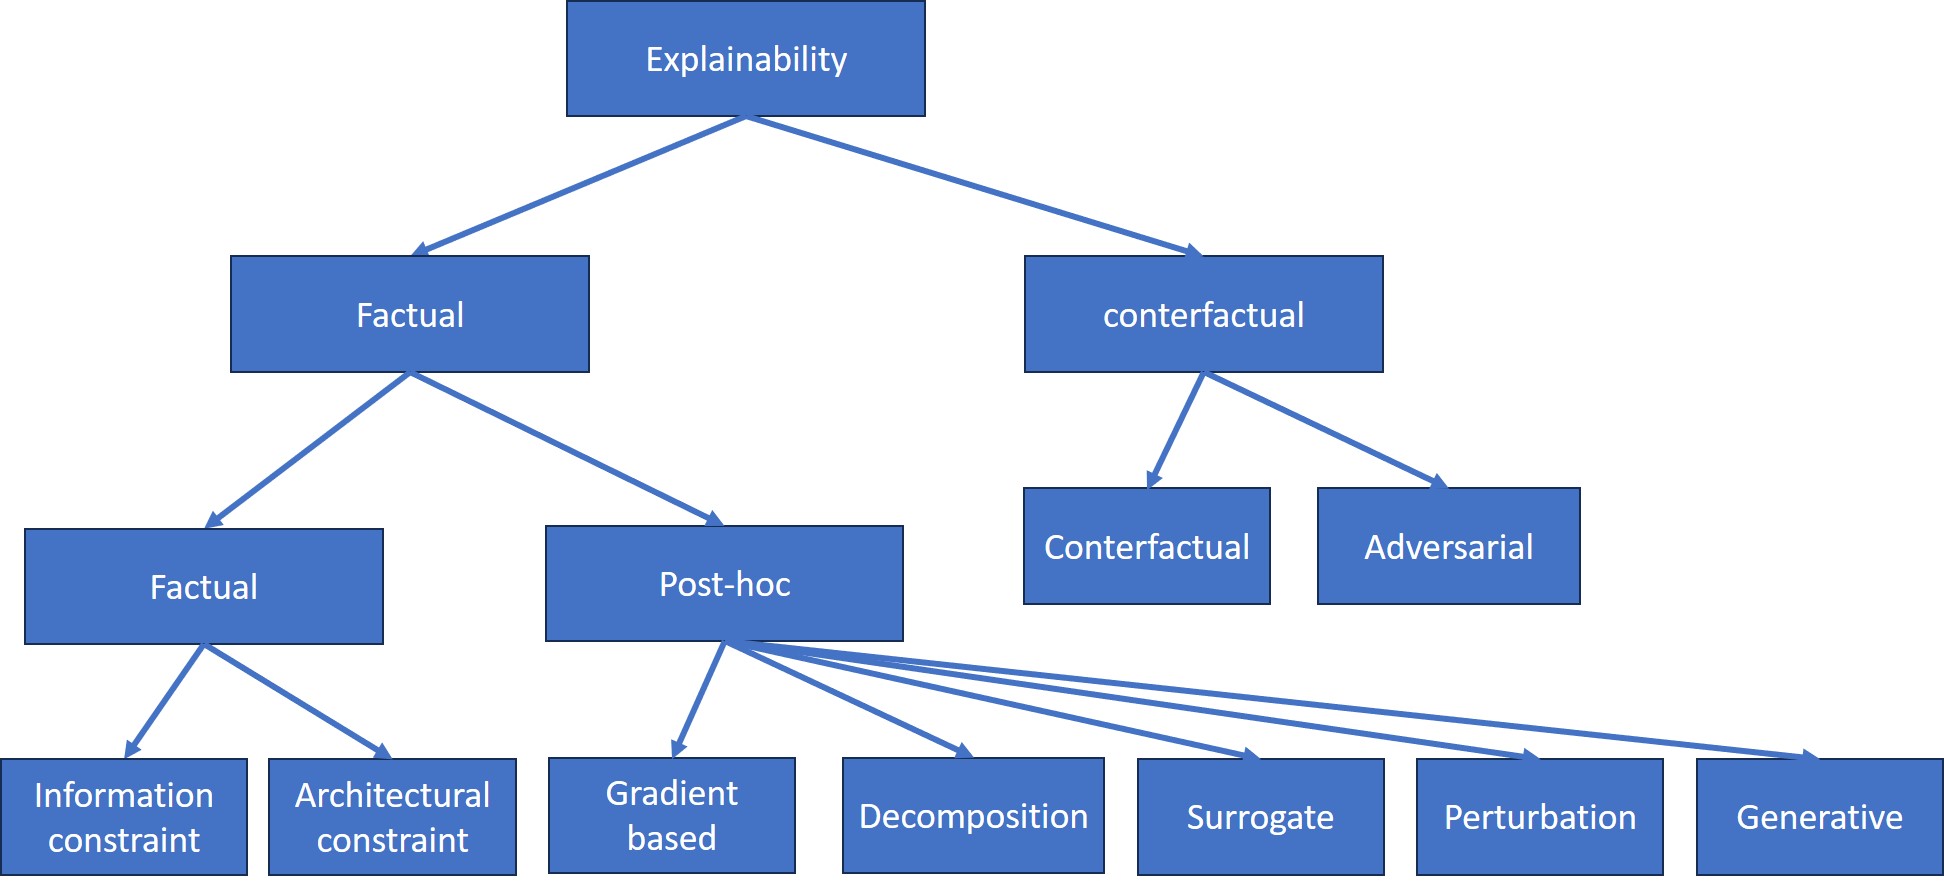 Explainability
Factual
conterfactual
Conterfactual
Adversarial
Factual
Post-hoc
Information
constraint
Architectural
constraint
Gradient
based
Decomposition
Surrogate
Perturbation
Generative